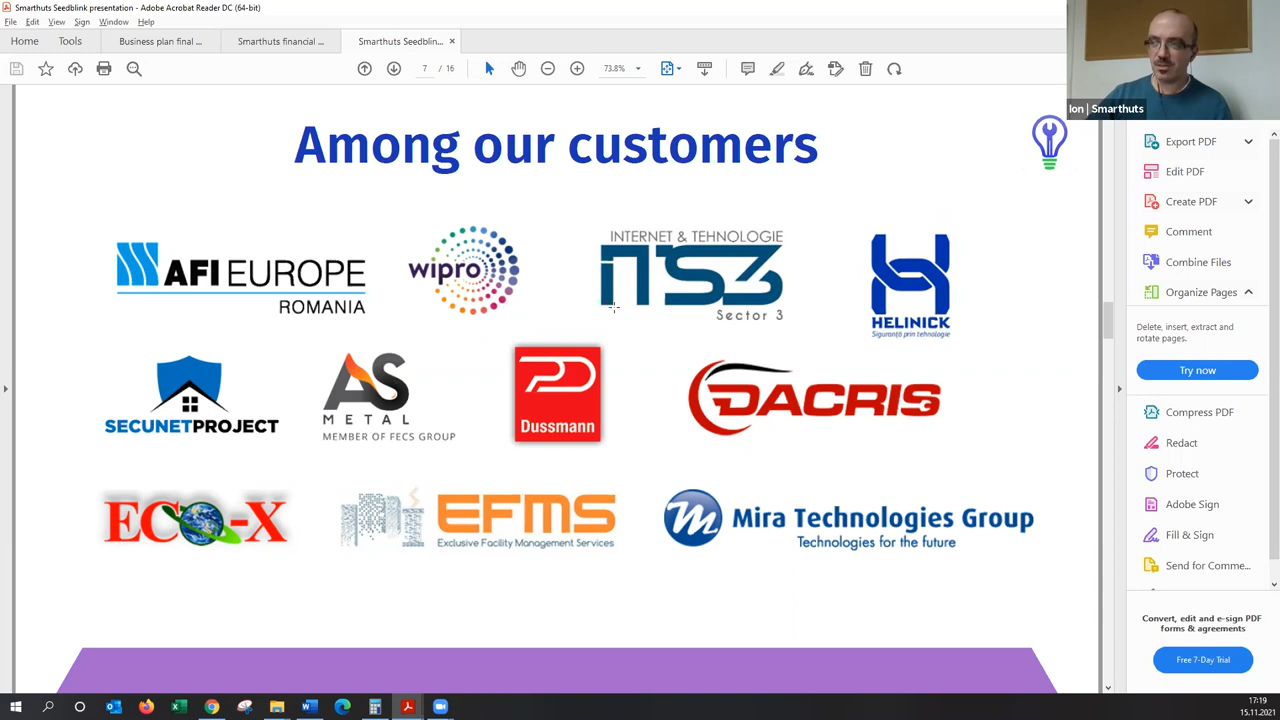 Smarthuts Seedblink presentation - Adobe Acrobat Reader DC (64-bit)
File Edit View Sign Window Help
Home Tools Business plan final ... Smarthuts financial ... Smarthuts Seedblin... ×
7 / 16 73.8%
Ion | Smarthuts
Among our customers
AFI EUROPE
ROMANIA
wipro
INTERNET & TEHNOLOGIE
iTS3
Sector 3
HELINICK
Siguranță prin tehnologie
SECUNETPROJECT
AS
METAL
MEMBER OF FECS GROUP
Dussmann
DACRIS
ECO-X
EFMS
Exclusive Facility Management Services
m
Mira Technologies Group
Technologies for the future
Export PDF
Edit PDF
Create PDF
Comment
Combine Files
Organize Pages
Delete, insert, extract and
rotate pages.
Try now
Compress PDF
Redact
Protect
Adobe Sign
Fill & Sign
Send for Comme...
Convert, edit and e-sign PDF
forms & agreements
Free 7-Day Trial
17:19
15.11.2021